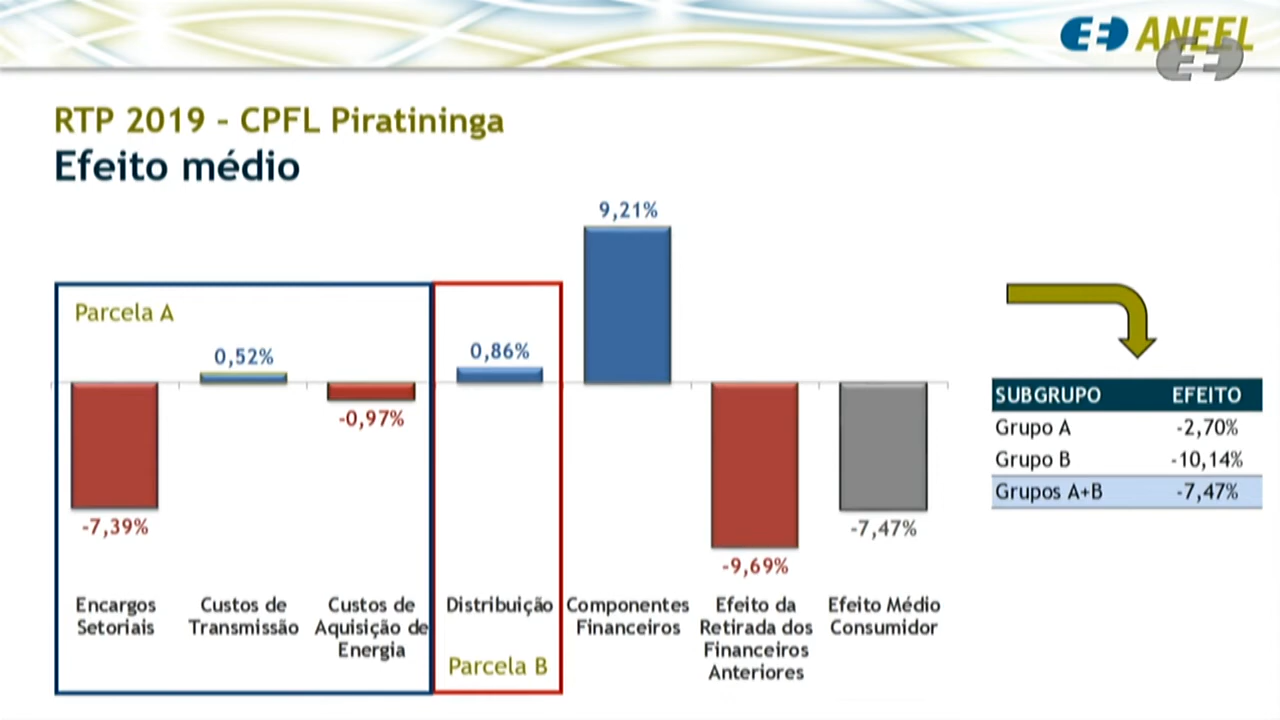 ANEEL
RTP 2019 - CPFL Piratininga
Efeito médio
9,21%
Parcela A
0,52%
0,86%
-0,97%
-7,39%
-9,69%
-7,47%
Encargos
Setoriais
Custos de
Transmissão
Custos de
Aquisição de
Energia
Distribuição
Parcela B
Componentes
Financeiros
Efeito da
Retirada dos
Financeiros
Anteriores
Efeito Médio
Consumidor
SUBGRUPO EFEITO
Grupo A -2,70%
Grupo B -10,14%
Grupos A+B -7,47%